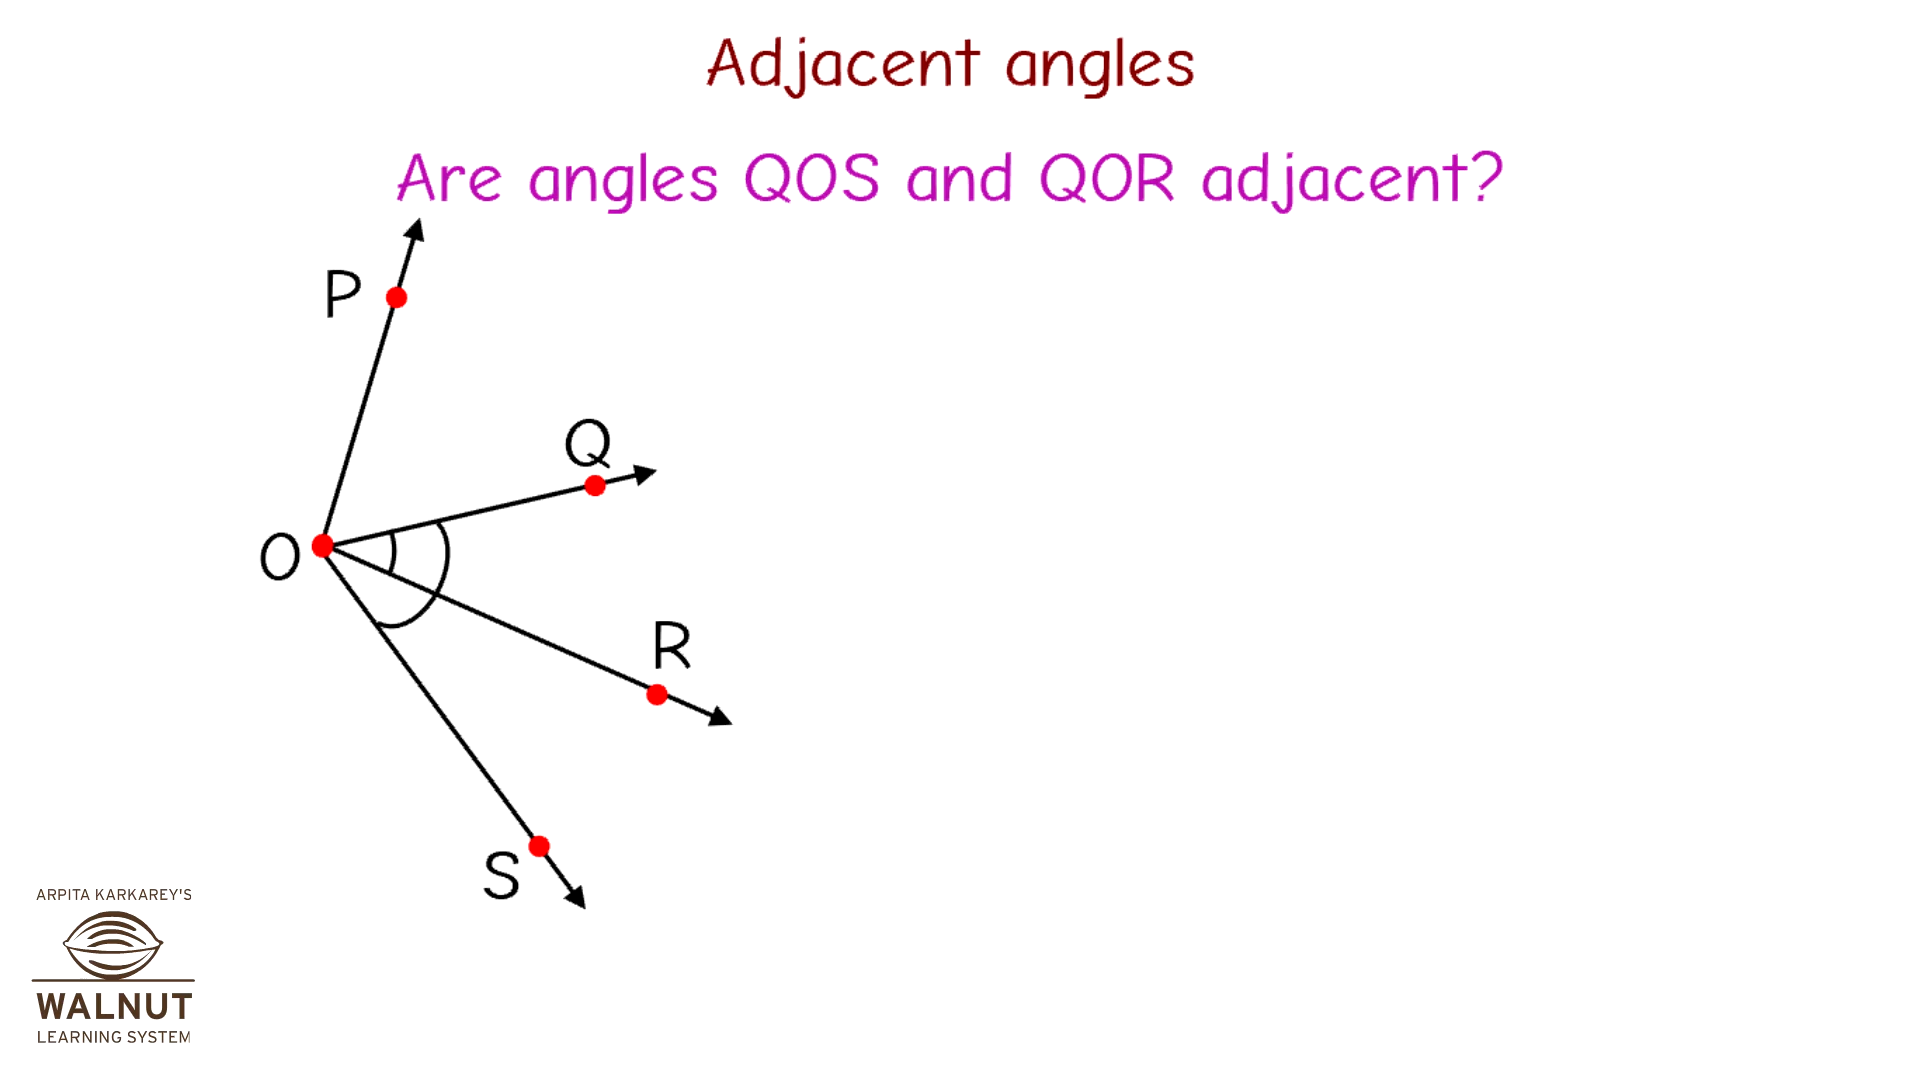 Adjacent angles
Are angles QOS and QOR adjacent?
P
Q
O
R
S
ARPITA KARKAREY'S
WALNUT
LEARNING SYSTEM